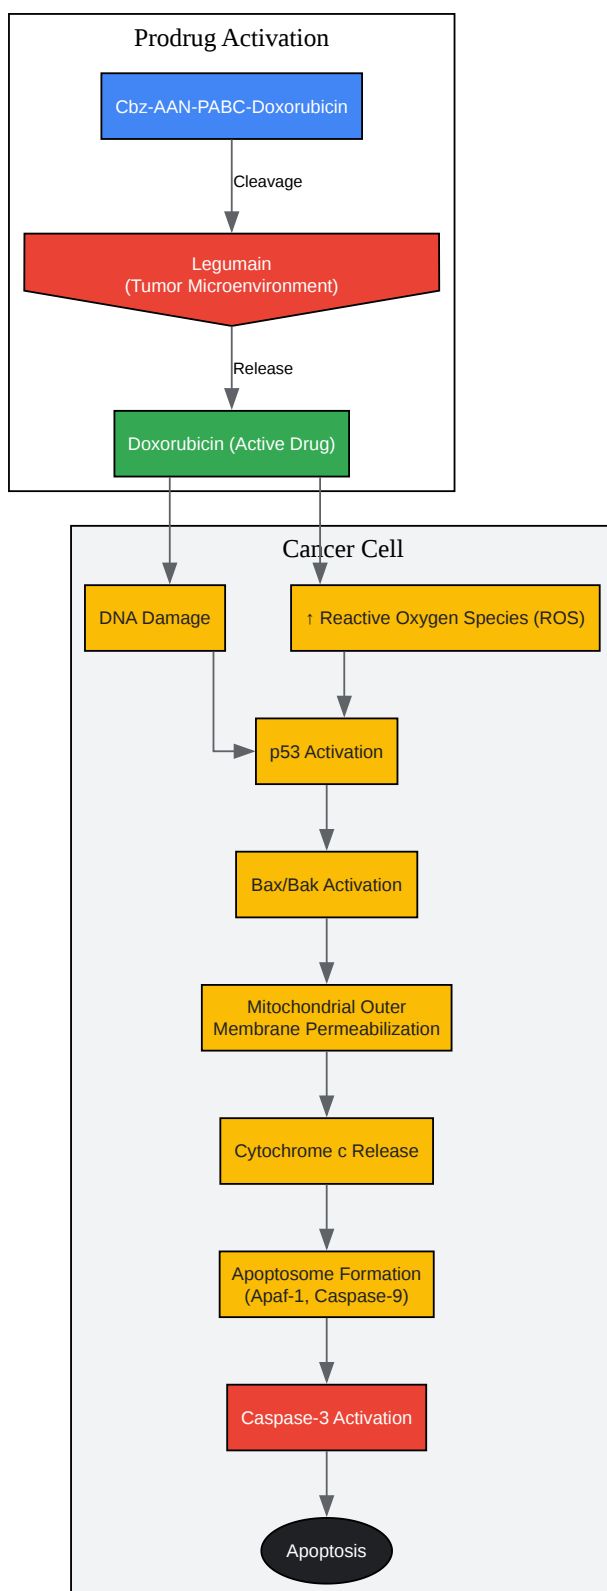 Prodrug Activation
Cbz-AAN-PABC-Doxorubicin
Cleavage
Legumain
(Tumor Microenvironment)
Release
Doxorubicin (Active Drug)
Cancer Cell
DNA Damage
↑ Reactive Oxygen Species (ROS)
p53 Activation
Bax/Bak Activation
Mitochondrial Outer
Membrane Permeabilization
Cytochrome c Release
Apoptosome Formation
(Apaf-1, Caspase-9)
Caspase-3 Activation
Apoptosis